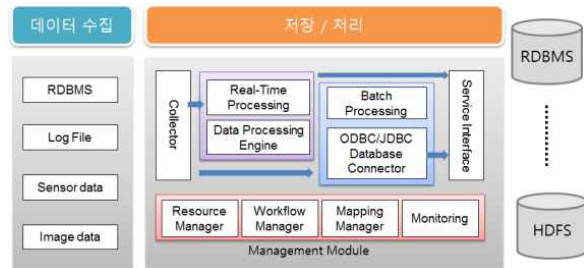 데이터 수집
저장 / 처리
RDBMS
Log File
Sensor data
Image data
Collector
Real-Time
Processing
Data Processing
Engine
Batch
Processing
ODBC/JDBC
Database
Connector
Service Interface
Resource
Manager
Workflow
Manager
Mapping
Manager
Monitoring
Management Module
RDBMS
HDFS